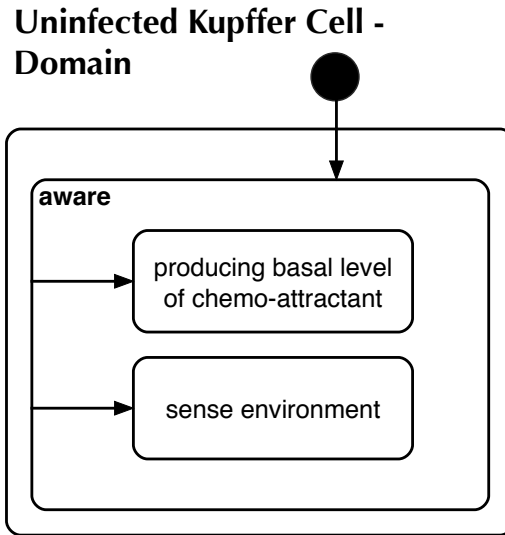 Uninfected Kupffer Cell -
Domain
aware
producing basal level
of chemo-attractant
sense environment